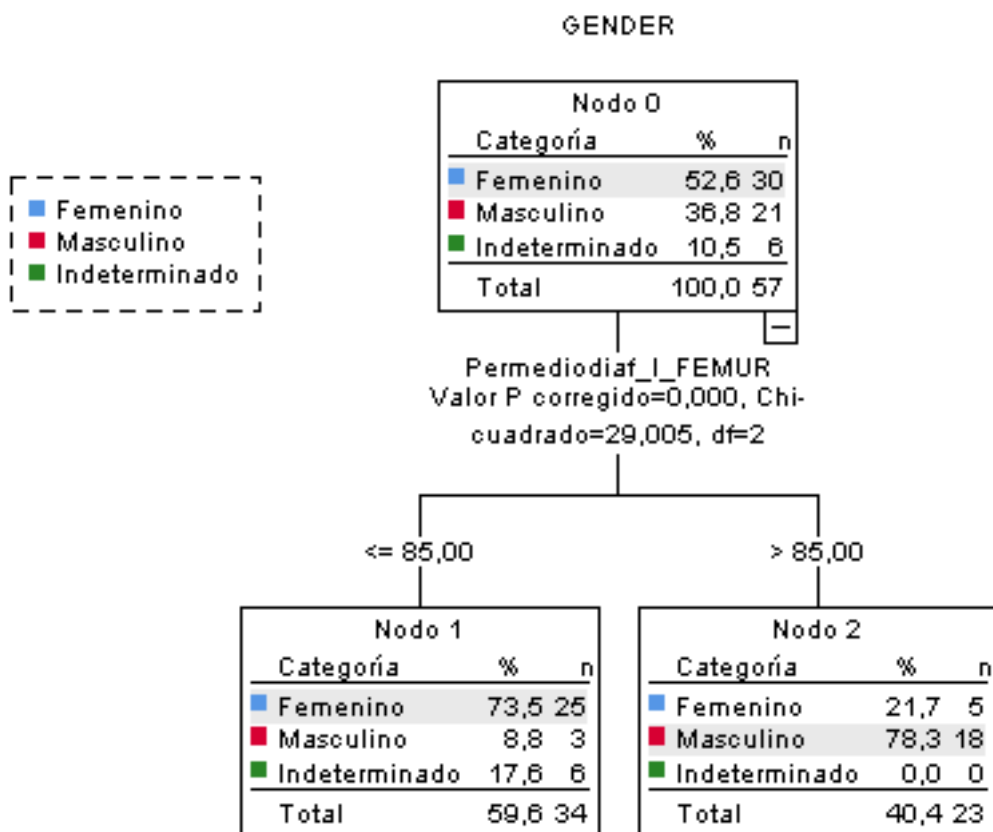 GENDER
Femenino
Masculino
Indeterminado
Nodo 0
Categoría % n
Femenino 52,6 30
Masculino 36,8 21
Indeterminado 10,5 6
Total 100,0 57
Permediodiaf_I_FEMUR
Valor P corregido=0,000, Chi-
cuadrado=29,005, df=2
<= 85,00
> 85,00
Nodo 1
Categoría % n
Femenino 73,5 25
Masculino 8,8 3
Indeterminado 17,6 6
Total 59,6 34
Nodo 2
Categoría % n
Femenino 21,7 5
Masculino 78,3 18
Indeterminado 0,0 0
Total 40,4 23